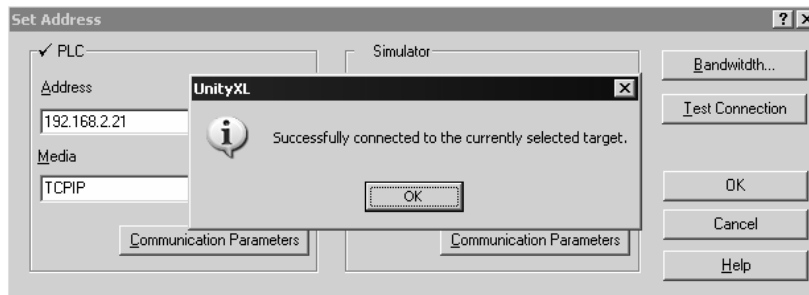 Set Address
PLC
Simulator
Bandwitdth...
Address
UnityXL
Test Connection
192.168.2.21
Successfully connected to the currently selected target.
Media
TCPIP
OK
OK
Communication Parameters
Communication Parameters
Cancel
Help